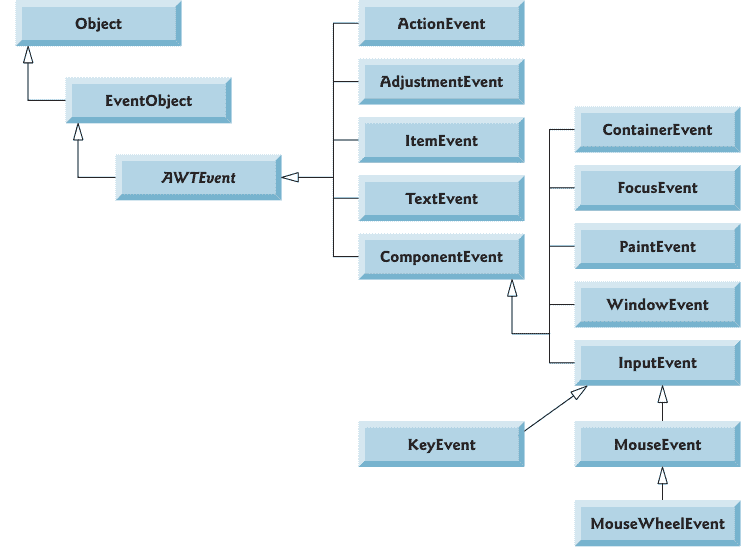 Object
EventObject
AWTEvent
ActionEvent
AdjustmentEvent
ItemEvent
TextEvent
ComponentEvent
ContainerEvent
FocusEvent
PaintEvent
WindowEvent
InputEvent
KeyEvent
MouseEvent
MouseWheelEvent